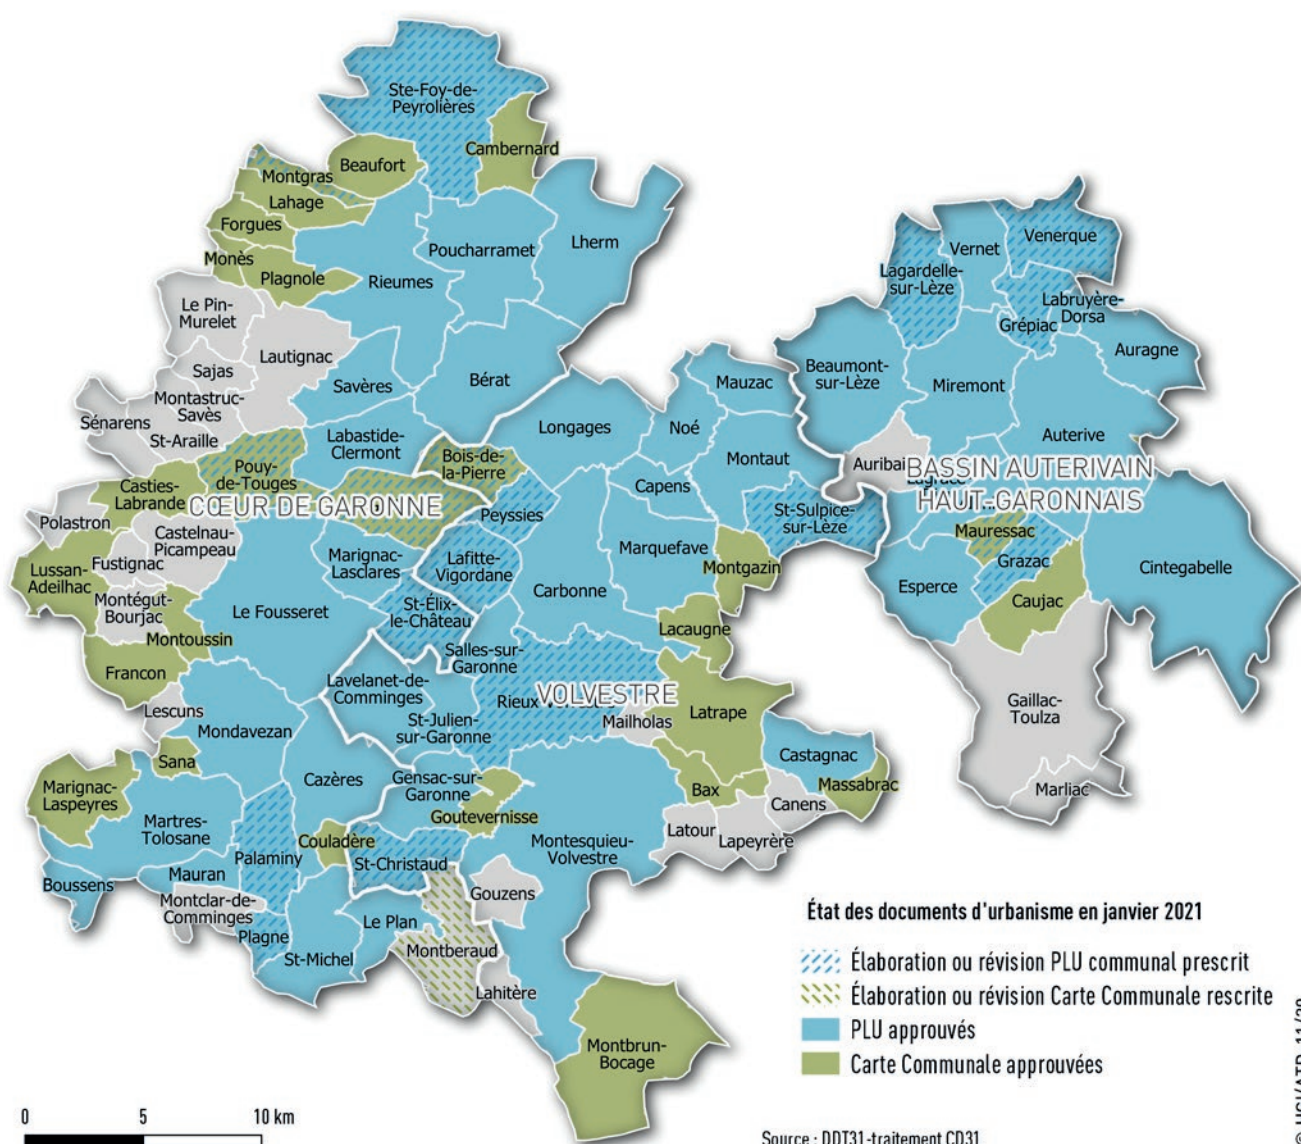 Ste-Foy-de-
Peyrolières
Cambernard
Beaufort
Montgras
Lahage
Forgues
Monès
Plagnole
Rieumes
Poucharramet
Lherm
Le Pin-
Murelet
Lautignac
Sajas
Montastruc-
Savès
Sénarens
St-Araille
Savères
Bérat
Labastide-
Clermont
Bois-de-
la-Pierre
Pouy-
de-Touges
Casties-
Labrande
CŒUR DE GARONNE
Polastron
Castelnau-
Picampeau
Fustignac
Lussan-
Adeilhac
Montégut-
Bourjac
Montoussin
Francon
Lescuns
Le Fousseret
Marignac-
Lasclares
Peyssies
Lafitte-
Vigordane
St-Élix-
le-Château
Longages
Noé
Mauzac
Montaut
Capens
St-Sulpice-
sur-Lèze
Marquefave
Montgazin
Carbonne
Lacaugne
Salles-sur-
Garonne
Lavelanet-de-
Comminges
St-Julien-
sur-Garonne
Rieux
VOLVESTRE
Mailholas
Latrape
Castagnac
Massabrac
Bax
Canens
Latour
Lapeyrère
Mondavezan
Sana
Marignac-
Laspeyres
Cazères
Gensac-sur-
Garonne
Goutevernisse
Martres-
Tolosane
Couladère
Palaminy
St-Christaud
Montesquieu-
Volvestre
Boussens
Mauran
Montclar-de-
Comminges
Plagne
St-Michel
Le Plan
Gouzens
Montberaud
Lahitère
Montbrun-
Bocage
Venerque
Vernet
Lagardelle-
sur-Lèze
Labruyère-
Dorsa
Grépiac
Auragne
Beaumont-
sur-Lèze
Miremont
Auterive
Auribai
BASSIN AUTERIVAIN
Lagrâce
HAUT-GARONNAIS
Mauressac
Grazac
Esperce
Caujac
Cintegabelle
Gaillac-
Toulza
Marliac
État des documents d'urbanisme en janvier 2021
Élaboration ou révision PLU communal prescrit
Élaboration ou révision Carte Communale rescrite
PLU approuvés
Carte Communale approuvées
0 5 10 km
Source : DDT31-traitement CD31